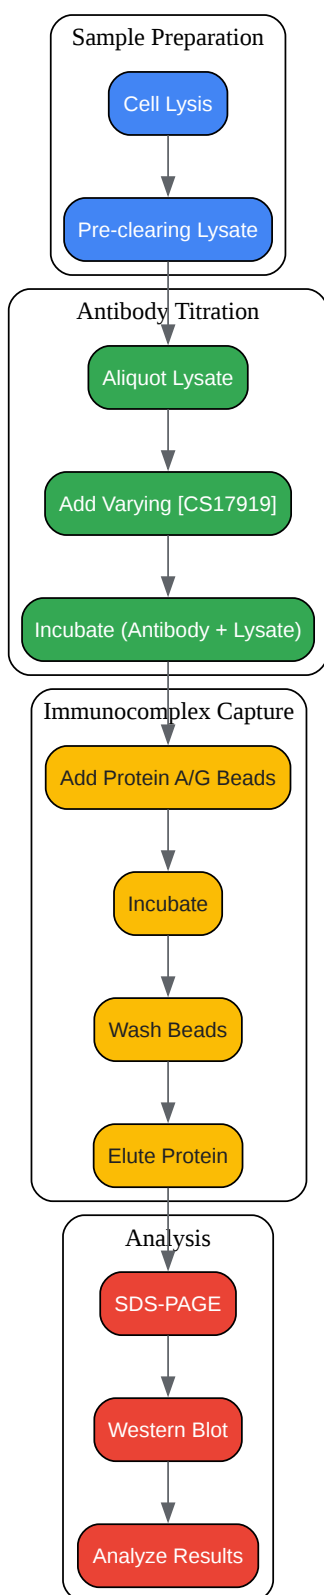 Sample Preparation
Cell Lysis
Pre-clearing Lysate
Antibody Titration
Aliquot Lysate
Add Varying [CS17919]
Incubate (Antibody + Lysate)
Immunocomplex Capture
Add Protein A/G Beads
Incubate
Wash Beads
Elute Protein
Analysis
SDS-PAGE
Western Blot
Analyze Results